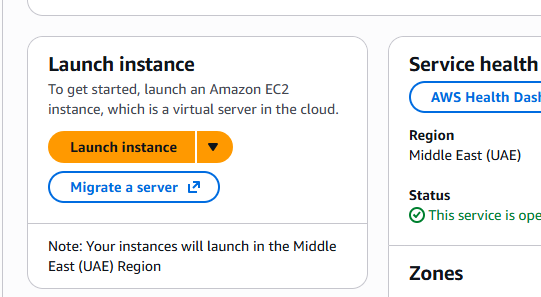 Launch instance
To get started, launch an Amazon EC2
instance, which is a virtual server in the cloud.
Launch instance
Migrate a server
Note: Your instances will launch in the Middle
East (UAE) Region
Service health
AWS Health
Region
Middle East (UAE)
Status
This service is
Zones